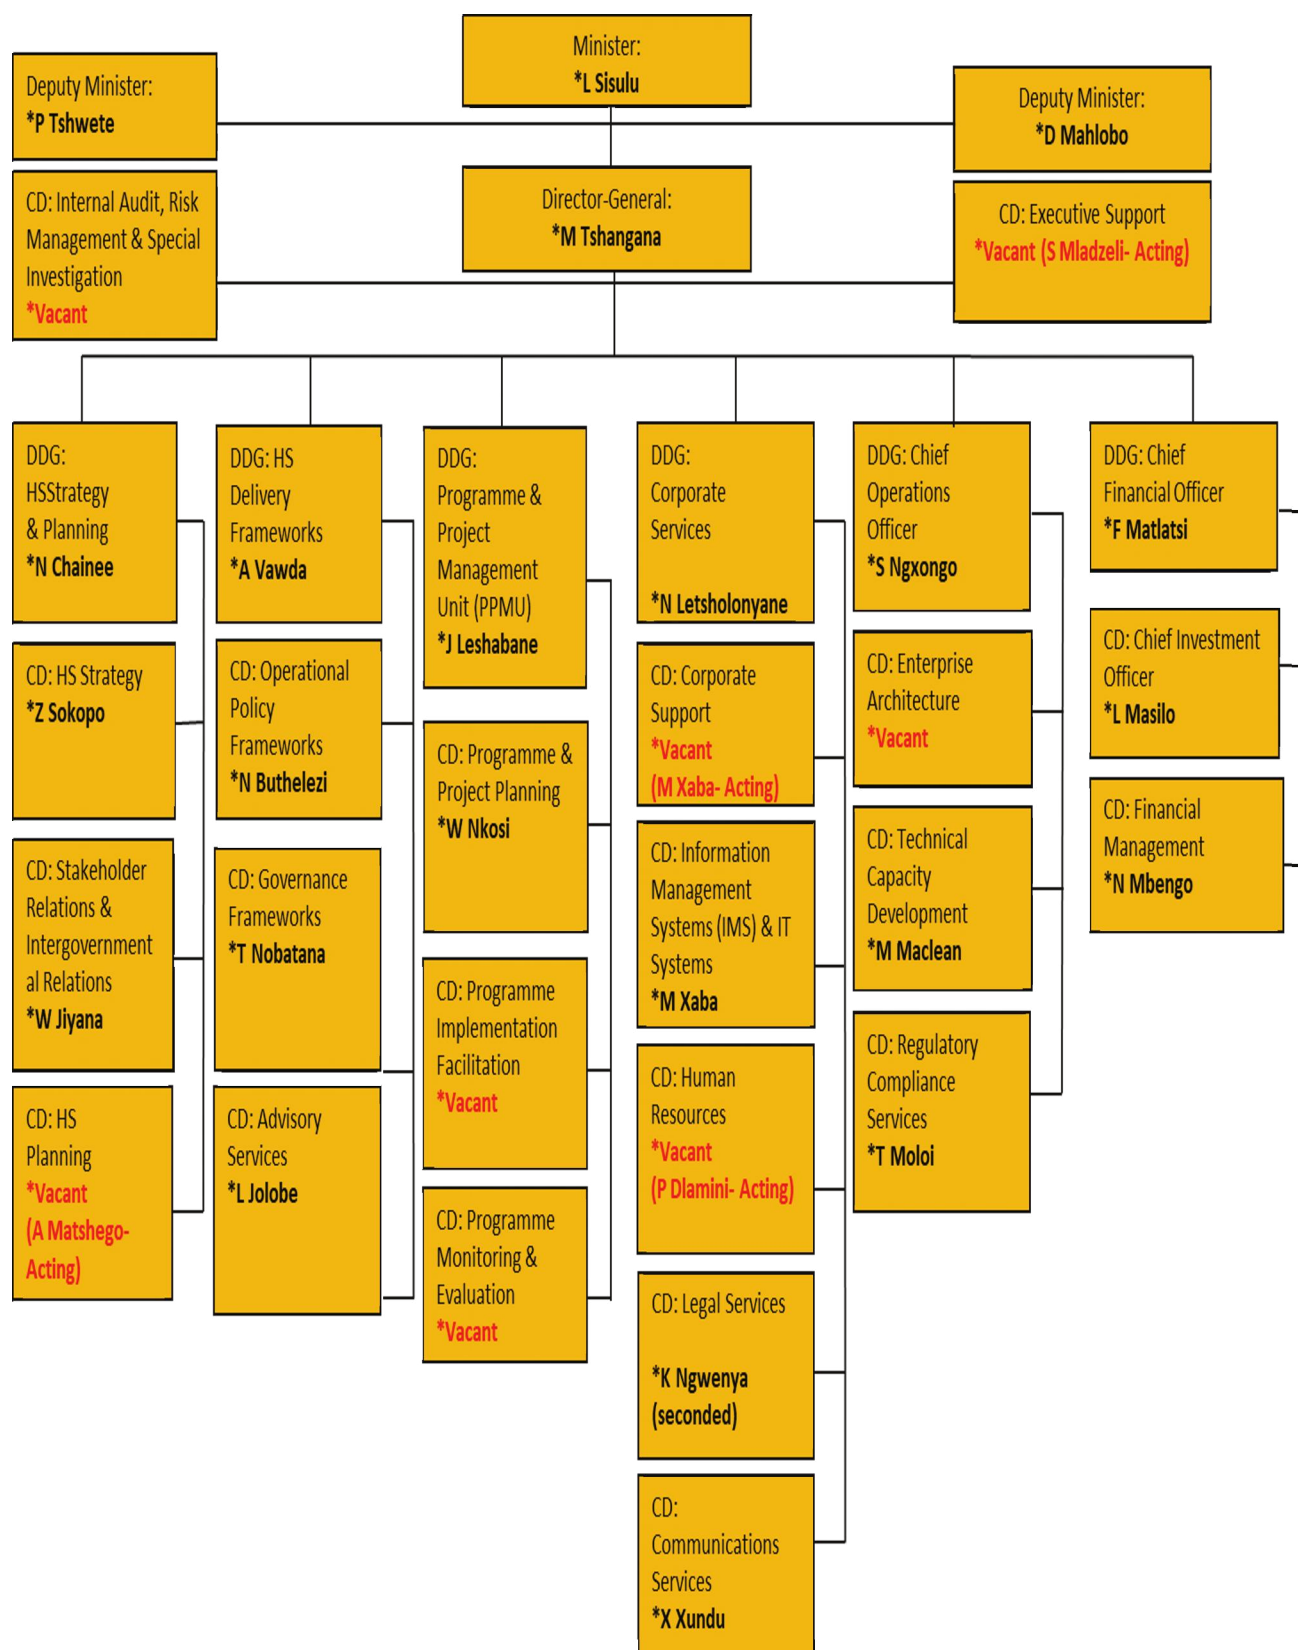 Minister:
*L Sisulu
Deputy Minister:
*P Tshwete
Deputy Minister:
*D Mahlobo
CD: Internal Audit, Risk
Management & Special
Investigation
*Vacant
Director-General:
*M Tshangana
CD: Executive Support
*Vacant (S Mladzeli- Acting)
DDG:
HSStrategy
& Planning
*N Chainee
CD: HS Strategy
*Z Sokopo
CD: Stakeholder
Relations &
Intergovernment
al Relations
*W Jiyana
CD: HS
Planning
*Vacant
(A Matshego-
Acting)
DDG: HS
Delivery
Frameworks
*A Vawda
CD: Operational
Policy
Frameworks
*N Buthelezi
CD: Governance
Frameworks
*T Nobatana
CD: Advisory
Services
*L Jolobe
DDG:
Programme &
Project
Management
Unit (PPMU)
*J Leshabane
CD: Programme &
Project Planning
*W Nkosi
CD: Programme
Implementation
Facilitation
*Vacant
CD: Programme
Monitoring &
Evaluation
*Vacant
DDG:
Corporate
Services
*N Letsholonyane
CD: Corporate
Support
*Vacant
(M Xaba- Acting)
CD: Information
Management
Systems (IMS) & IT
Systems
*M Xaba
CD: Human
Resources
*Vacant
(P Dlamini- Acting)
CD: Legal Services
*K Ngwenya
(seconded)
CD:
Communications
Services
*X Xundu
DDG: Chief
Operations
Officer
*S Ngxongo
CD: Enterprise
Architecture
*Vacant
CD: Technical
Capacity
Development
*M Maclean
CD: Regulatory
Compliance
Services
*T Moloi
DDG: Chief
Financial Officer
*F Matlatsi
CD: Chief Investment
Officer
*L Masilo
CD: Financial
Management
*N Mbengo